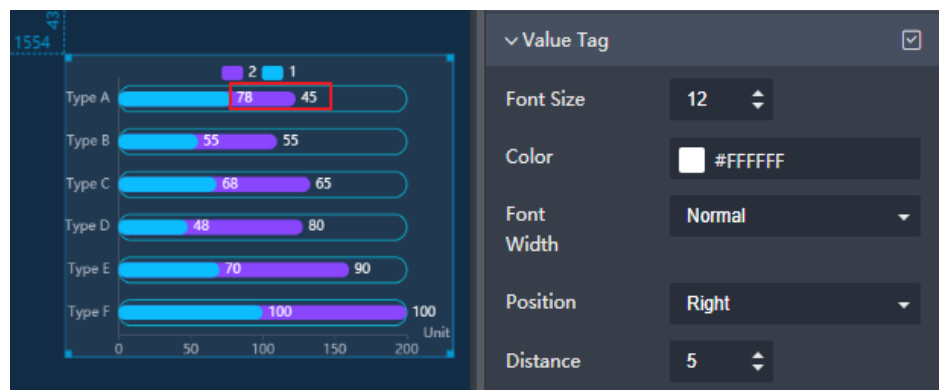 43
1554
2 1
Type A 78 45
Type B 55 55
Type C 68 65
Type D 48 80
Type E 70 90
Type F 100 100
Unit
0 50 100 150 200
Value Tag
Font Size 12
Color #FFFFFF
Font Width Normal
Position Right
Distance 5